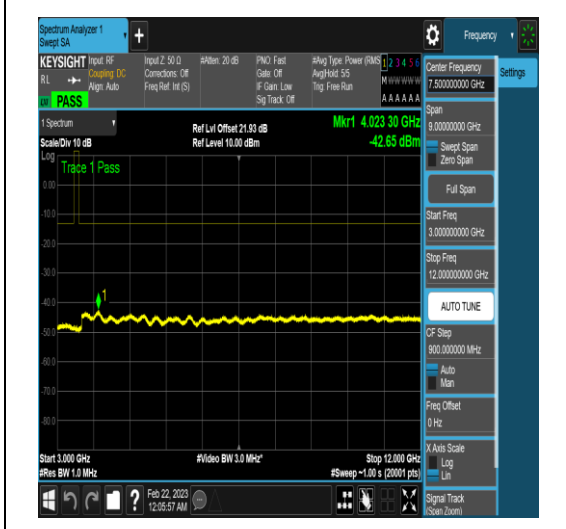 Spectrum Analyzer 1
Swept SA
+
Frequency
KEYSIGHT
RL
PASS
Input: RF
Coupling: DC
Align: Auto
Input Z: 50 Ω
Corrections: Off
Freq Ref: Int (S)
#Atten: 20 dB
PNO: Fast
Gate: Off
IF Gain: Low
Sig Track: Off
#Avg Type: Power (RMS
Avg|Hold: 5/5
Trig: Free Run
1 2 3 4 5 6
M W W W W W
A A A A A A
1 Spectrum
Scale/Div 10 dB
Ref Lvl Offset 21.93 dB
Ref Level 10.00 dBm
Mkr1 4.023 30 GHz
-42.65 dBm
Log
Trace 1 Pass
0.00
-10.0
-20.0
-30.0
-40.0
-50.0
-60.0
-70.0
-80.0
1
Start 3.000 GHz
#Res BW 1.0 MHz
#Video BW 3.0 MHz*
Stop 12.000 GHz
#Sweep ~1.00 s (20001 pts)
Feb 22, 2023
12:05:57 AM
?
Center Frequency
7.500000000 GHz
Settings
Span
9.00000000 GHz
Swept Span
Zero Span
Full Span
Start Freq
3.000000000 GHz
Stop Freq
12.000000000 GHz
AUTO TUNE
CF Step
900.000000 MHz
Auto
Man
Freq Offset
0 Hz
X Axis Scale
Log
Lin
Signal Track
(Span Zoom)